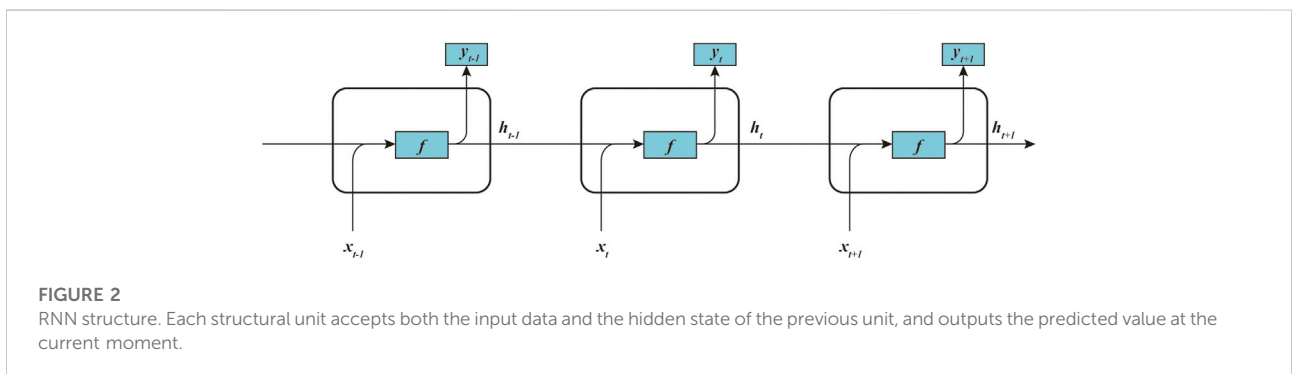 y_{t-1} y_t y_{t+1}
h_{t-1} h_t h_{t+1}
f f f
x_{t-1} x_t x_{t+1}
FIGURE 2
RNN structure. Each structural unit accepts both the input data and the hidden state of the previous unit, and outputs the predicted value at the
current moment.